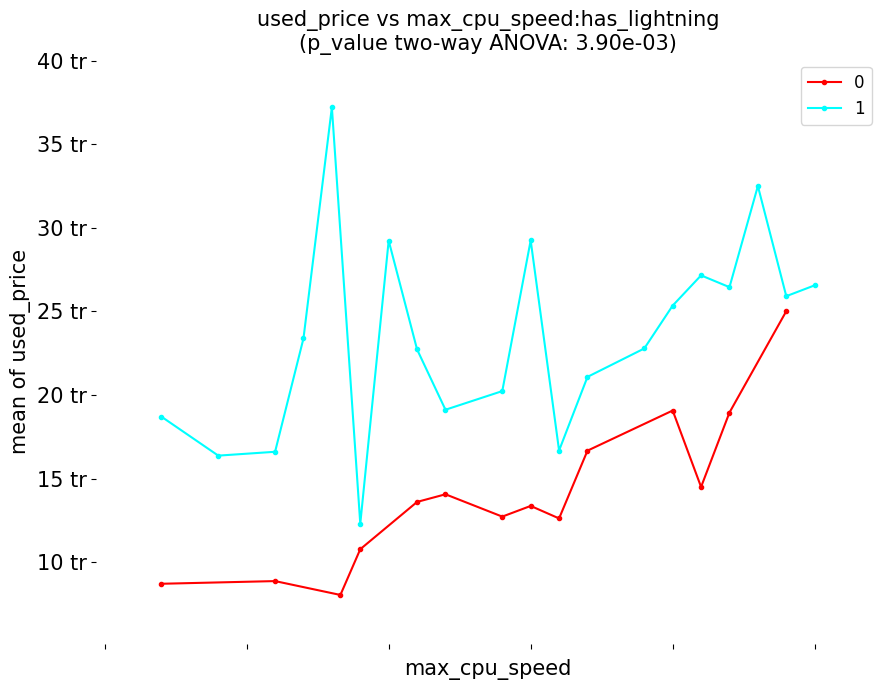 used_price vs max_cpu_speed:has_lightning
(p_value two-way ANOVA: 3.90e-03)
40 tr
35 tr
30 tr
25 tr
20 tr
15 tr
10 tr
mean of used_price
0
1
max_cpu_speed